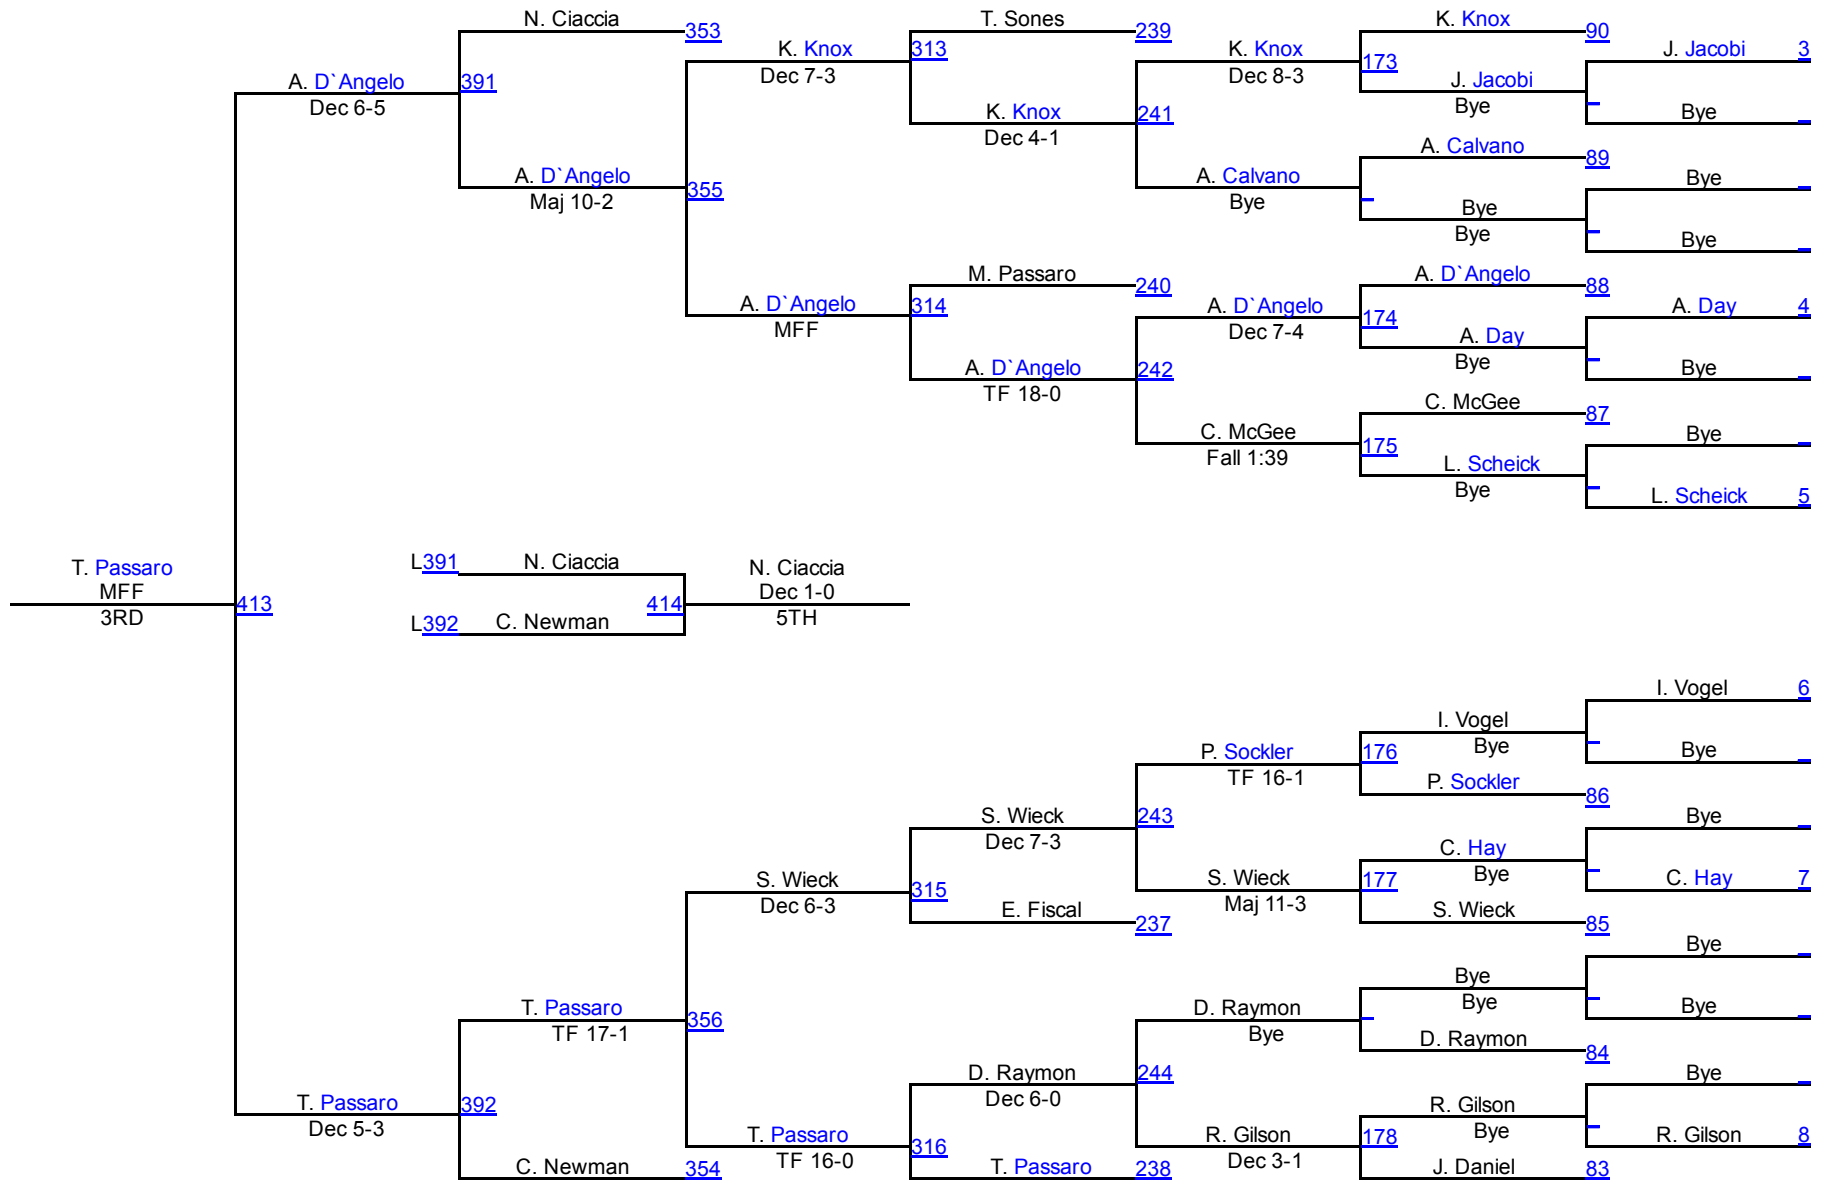 N. Ciaccia
353
T. Sones
239
K. Knox
90
K. Knox
Dec 7-3
313
K. Knox
Dec 8-3
173
J. Jacobi
3
A. D`Angelo
Dec 6-5
391
J. Jacobi
Bye
Bye
K. Knox
Dec 4-1
241
A. Calvano
89
A. D`Angelo
Maj 10-2
355
A. Calvano
Bye
Bye
Bye
Bye
Bye
M. Passaro
240
A. D`Angelo
88
A. D`Angelo
MFF
314
A. D`Angelo
Dec 7-4
174
A. Day
4
A. Day
Bye
Bye
A. D`Angelo
TF 18-0
242
C. McGee
87
C. McGee
Fall 1:39
175
Bye
L. Scheick
Bye
L. Scheick
5
T. Passaro
MFF
3RD
413
L391
N. Ciaccia
414
N. Ciaccia
Dec 1-0
5TH
L392
C. Newman
I. Vogel
6
I. Vogel
Bye
Bye
P. Sockler
TF 16-1
176
P. Sockler
86
S. Wieck
Dec 7-3
243
Bye
C. Hay
Bye
C. Hay
7
S. Wieck
Dec 6-3
315
S. Wieck
Maj 11-3
177
S. Wieck
85
E. Fiscal
237
Bye
Bye
Bye
Bye
T. Passaro
TF 17-1
356
D. Raymon
Bye
D. Raymon
84
D. Raymon
Dec 6-0
244
Bye
T. Passaro
Dec 5-3
392
R. Gilson
Bye
R. Gilson
8
T. Passaro
TF 16-0
316
R. Gilson
Dec 3-1
178
C. Newman
354
T. Passaro
238
J. Daniel
83